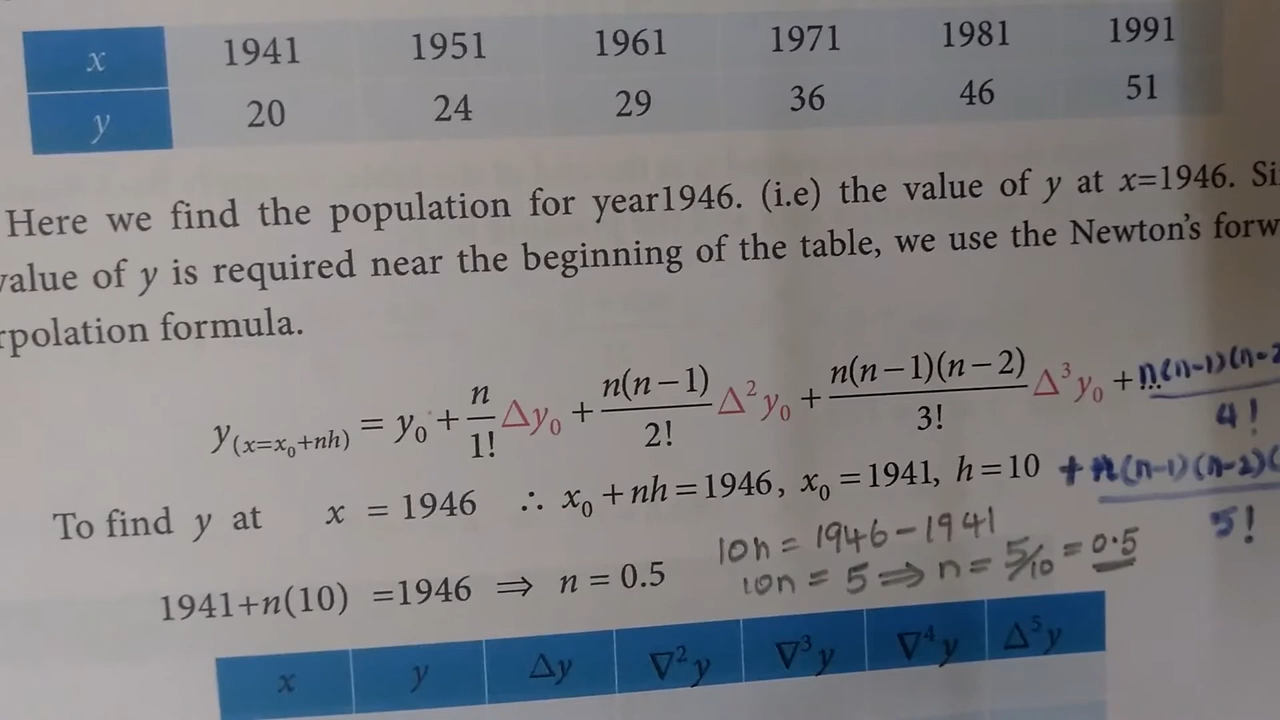 x 1941 1951 1961 1971 1981 1991
y 20 24 29 36 46 51
Here we find the population for year1946. (i.e) the value of y at x=1946. Si
value of y is required near the beginning of the table, we use the Newton's forw
rpolation formula.
y(x=x₀+nh) = y₀ + n/1! Δy₀ + n(n−1)/2! Δ²y₀ + n(n−1)(n−2)/3! Δ³y₀ +... n(n-1)(n-2/4!
To find y at x = 1946 ∴ x₀ + nh = 1946, x₀ = 1941, h = 10 + n(n-1)(n-2)(/5!
10n = 1946-1941
1941+n(10) =1946 ⇒ n = 0.5 10n = 5 ⇒ n = 5/10 = 0.5
x y Δy ∇²y ∇³y ∇⁴y Δ⁵y